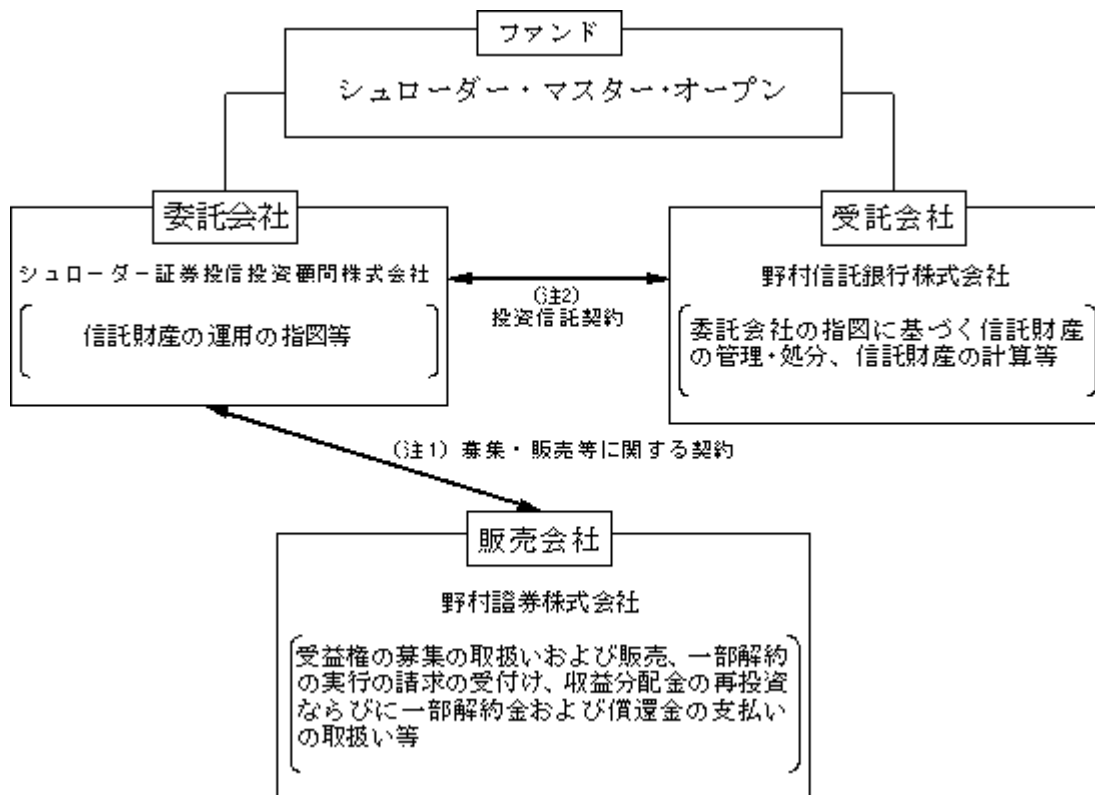 ファンド
シュローダー・マスター・オープン
委託会社
シュローダー証券投信投資顧問株式会社
信託財産の運用の指図等
(注2)
投資信託契約
受託会社
野村信託銀行株式会社
委託会社の指図に基づく信託財産
の管理・処分、信託財産の計算等
(注1)募集・販売等に関する契約
販売会社
野村證券株式会社
受益権の募集の取扱いおよび販売、一部解約
の実行の請求の受付け、収益分配金の再投資
ならびに一部解約金および償還金の支払い
の取扱い等